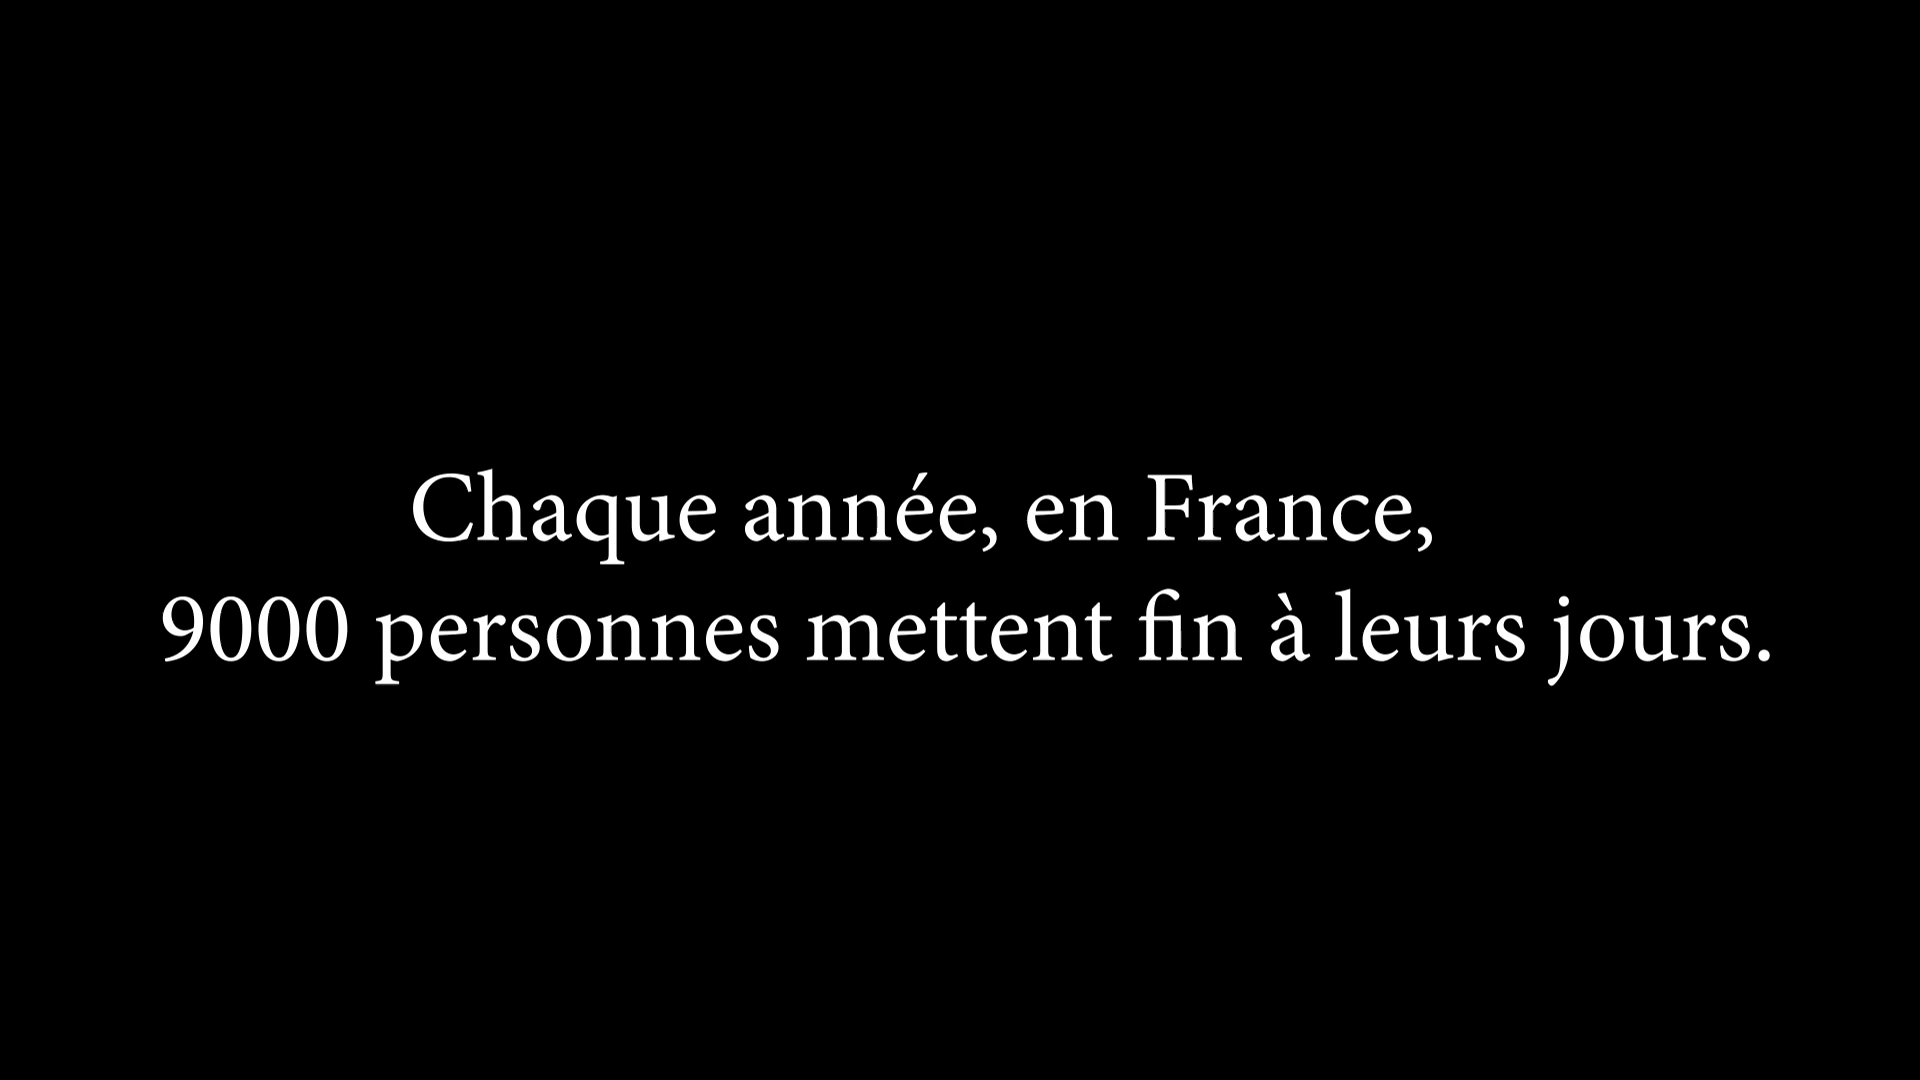 Chaque année, en France,
9000 personnes mettent fin à leurs jours.